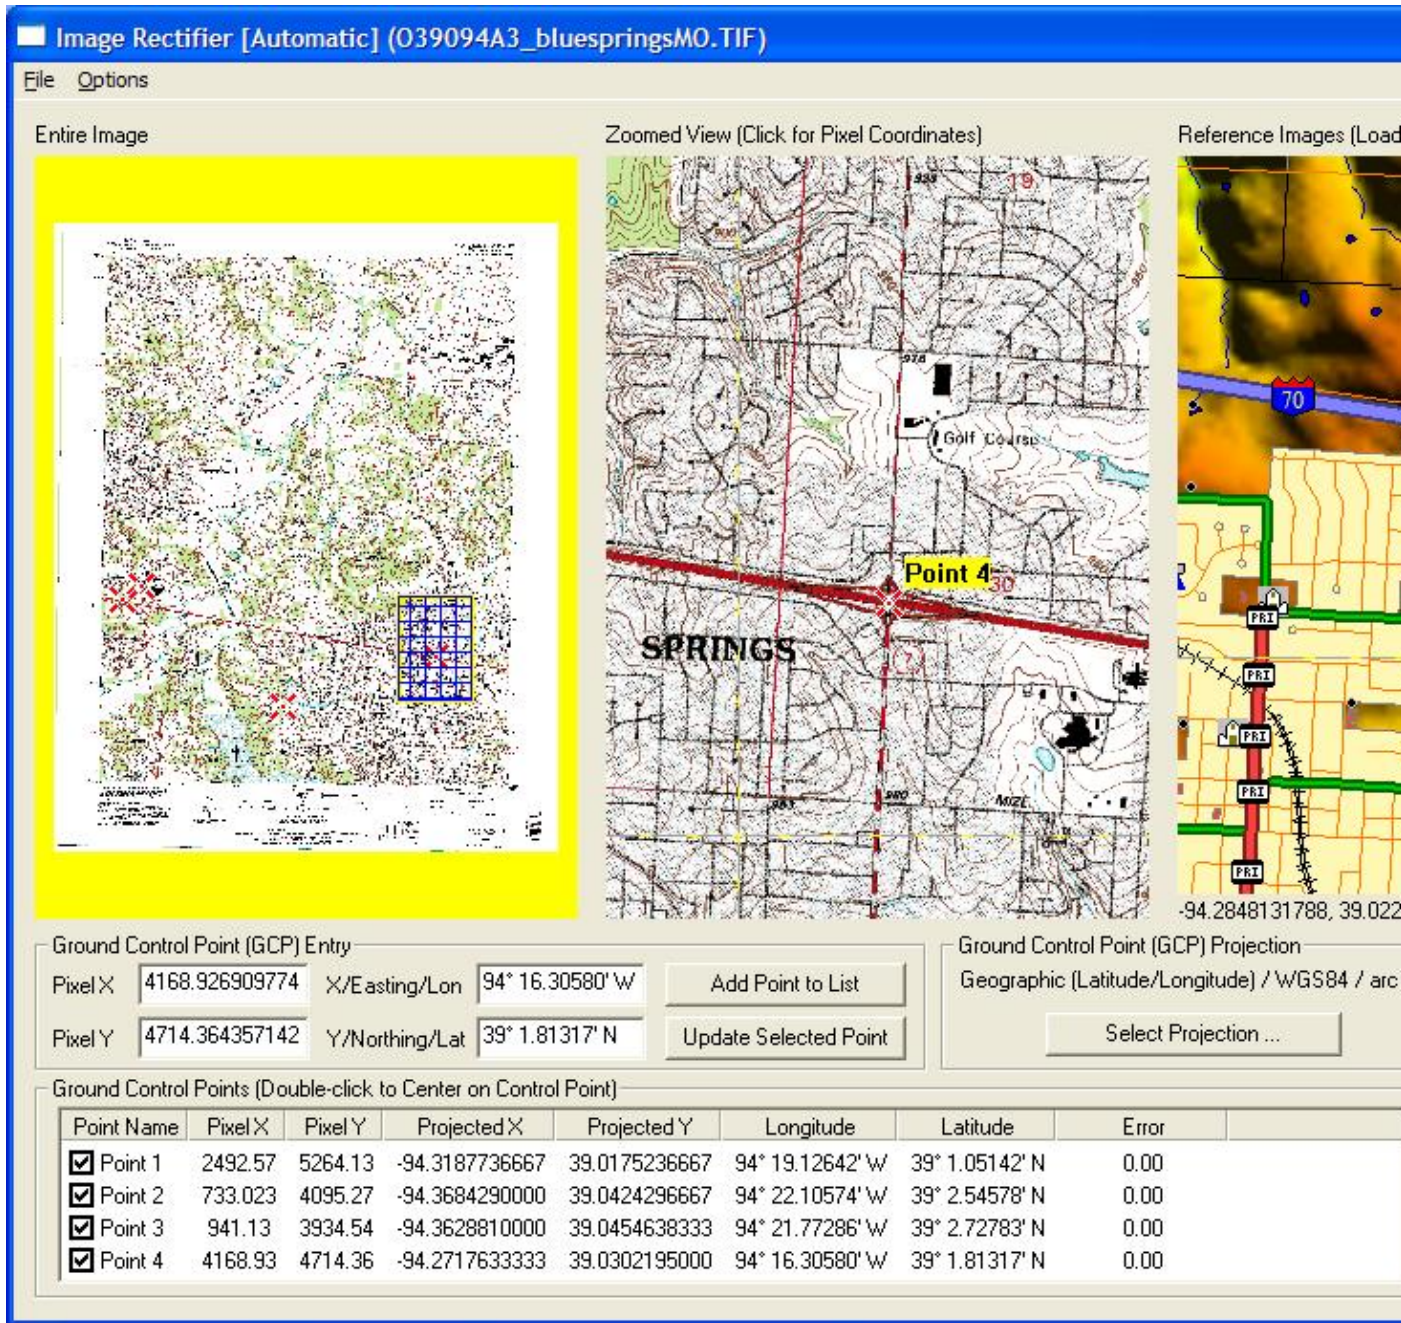 Image Rectifier [Automatic] (O39094A3_bluespringsMO.TIF)
File Options
Entire Image
Zoomed View (Click for Pixel Coordinates)
Reference Images (Load
19
900
978
Golf Course
70
Point 4
30
SPRINGS
7
PRI
PRI
PRI
PRI
PRI
983
980
MIZE
-94.2848131788, 39.022
Ground Control Point (GCP) Entry
Pixel X 4168.926909774 X/Easting/Lon 94° 16.30580' W Add Point to List
Pixel Y 4714.364357142 Y/Northing/Lat 39° 1.81317' N Update Selected Point
Ground Control Point (GCP) Projection
Geographic (Latitude/Longitude) / WGS84 / arc
Select Projection ...
Ground Control Points (Double-click to Center on Control Point)
Point Name Pixel X Pixel Y Projected X Projected Y Longitude Latitude Error
Point 1 2492.57 5264.13 -94.3187736667 39.0175236667 94° 19.12642' W 39° 1.05142' N 0.00
Point 2 733.023 4095.27 -94.3684290000 39.0424296667 94° 22.10574' W 39° 2.54578' N 0.00
Point 3 941.13 3934.54 -94.3628810000 39.0454638333 94° 21.77286' W 39° 2.72783' N 0.00
Point 4 4168.93 4714.36 -94.2717633333 39.0302195000 94° 16.30580' W 39° 1.81317' N 0.00